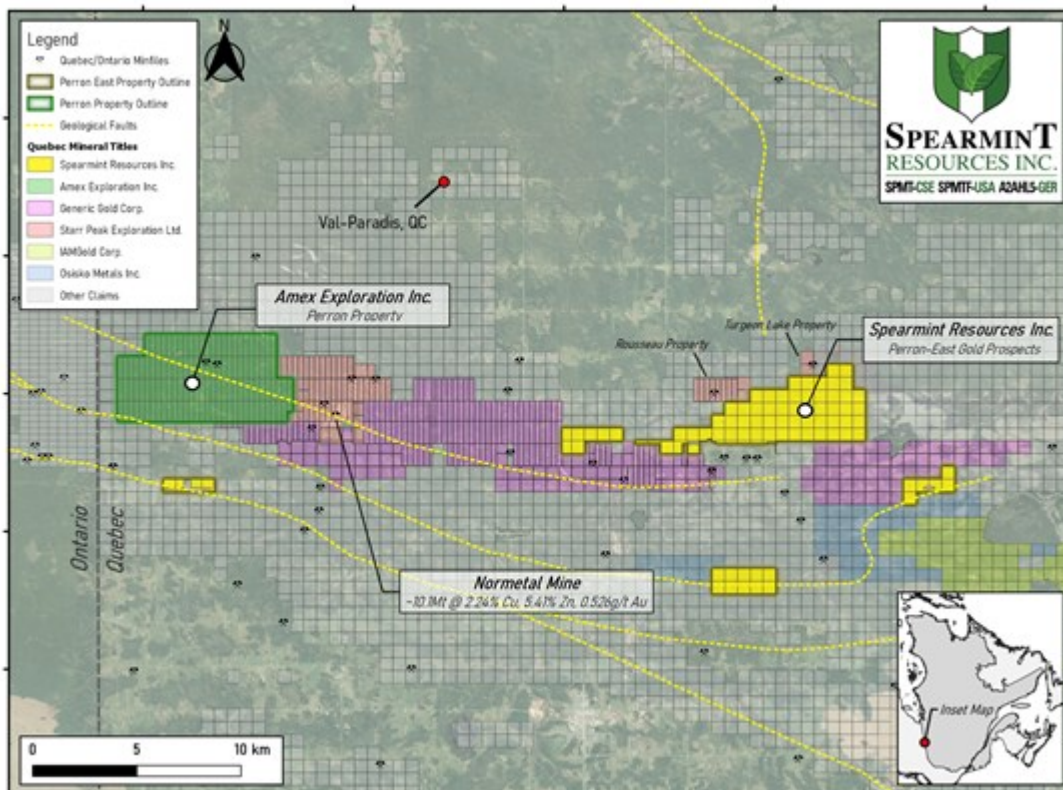 Legend
Quebec/Ontario Minfiles
Perron East Property Outline
Perron Property Outline
Geological Faults
Quebec Mineral Titles
Spearmint Resources Inc.
Amex Exploration Inc.
Generic Gold Corp.
Starr Peak Exploration Ltd.
IAMGold Corp.
Osisko Metals Inc.
Other Claims
N
SPEARMINT
RESOURCES INC.
SPMT-CSE SPMTF-USA A2AHL5-GER
Val-Paradis, QC
Amex Exploration Inc.
Perron Property
Turgeon Lake Property
Rousseau Property
Spearmint Resources Inc.
Perron-East Gold Prospects
Ontario
Quebec
Normetal Mine
~10.1Mt @ 2.24% Cu, 5.41% Zn, 0.526g/t Au
Inset Map
0 5 10 km